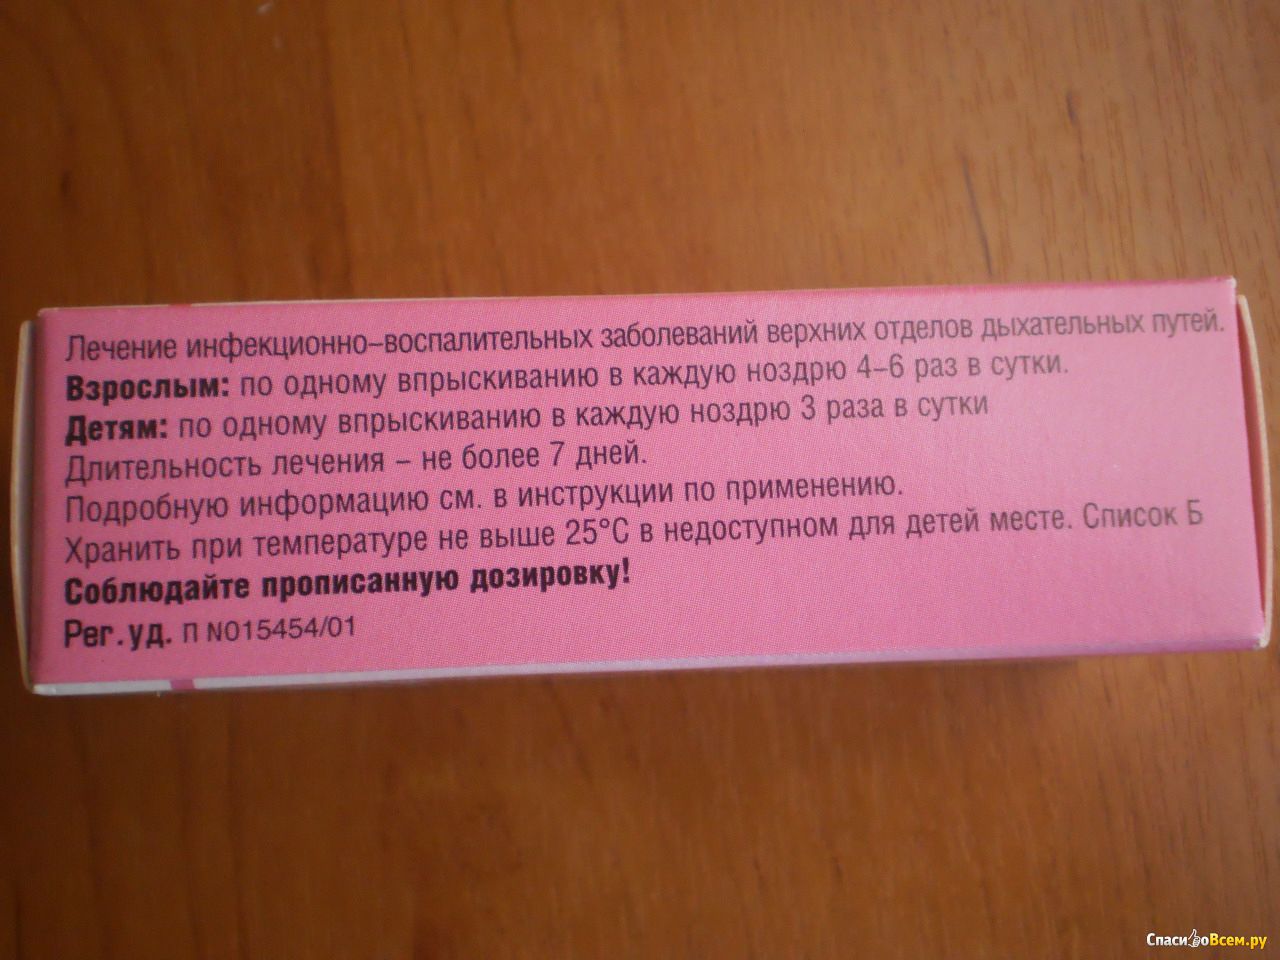 Лечение инфекционно-воспалительных заболеваний верхних отделов дыхательных путей.
Взрослым: по одному впрыскиванию в каждую ноздрю 4-6 раз в сутки.
Детям: по одному впрыскиванию в каждую ноздрю 3 раза в сутки
Длительность лечения – не более 7 дней.
Подробную информацию см. в инструкции по применению.
Хранить при температуре не выше 25°С в недоступном для детей месте. Список Б
Соблюдайте прописанную дозировку!
Рег.уд. П N015454/01
СпасибоВсем.ру